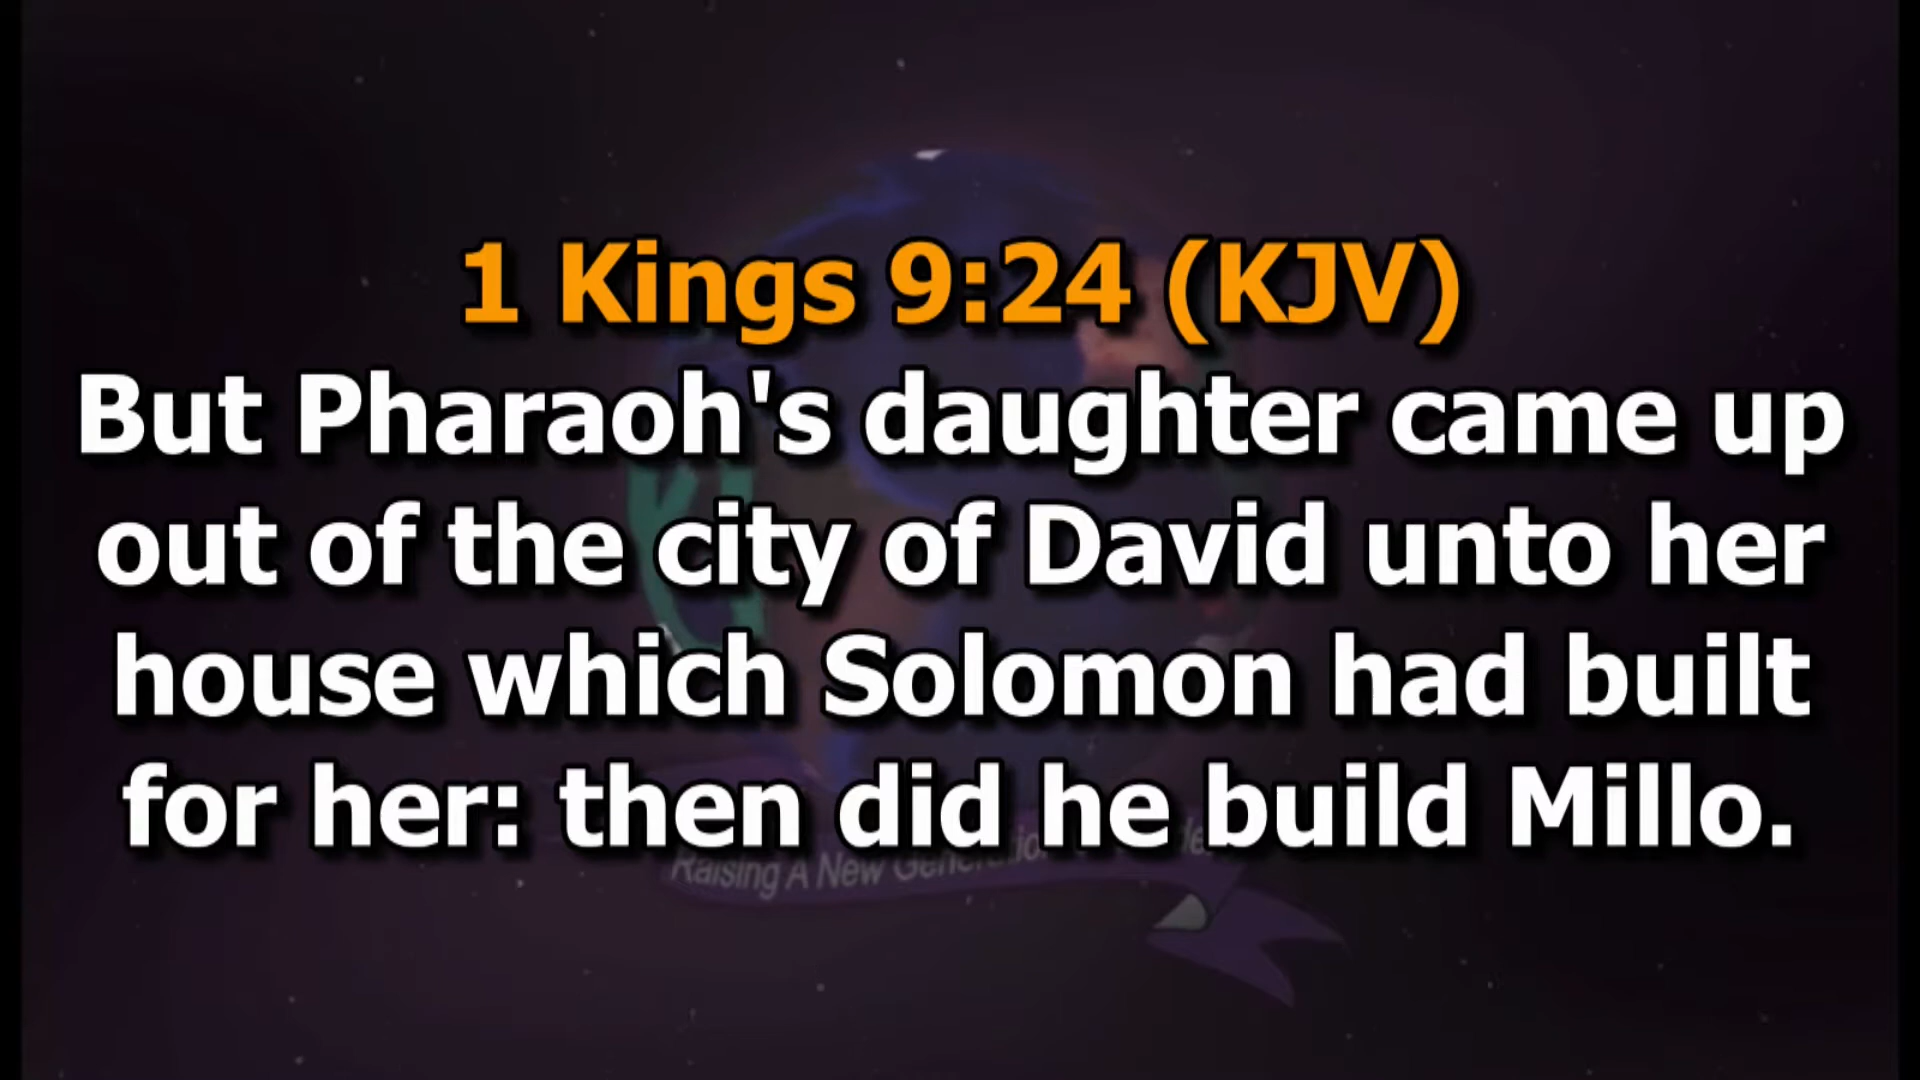 1 Kings 9:24 (KJV)
But Pharaoh's daughter came up
out of the city of David unto her
house which Solomon had built
for her: then did he build Millo.
Raising A New Generation